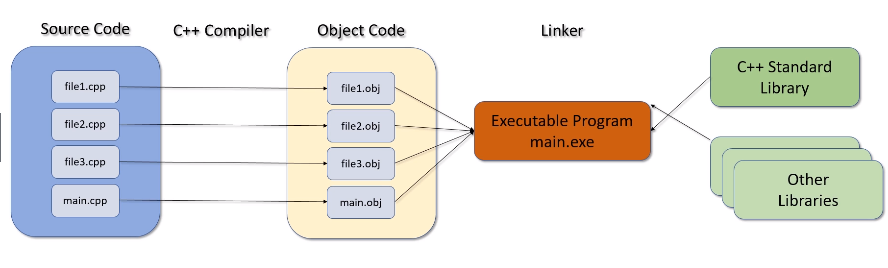 Source Code
C++ Compiler
Object Code
Linker
file1.cpp
file2.cpp
file3.cpp
main.cpp
file1.obj
file2.obj
file3.obj
main.obj
Executable Program
main.exe
C++ Standard
Library
Other
Libraries